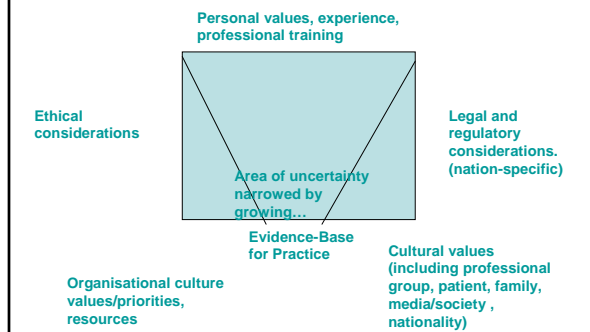 Personal values, experience,
professional training
Ethical
considerations
Legal and
regulatory
considerations.
(nation-specific)
Area of uncertainty
narrowed by
growing…
Evidence-Base
for Practice
Organisational culture
values/priorities,
resources
Cultural values
(including professional
group, patient, family,
media/society ,
nationality)